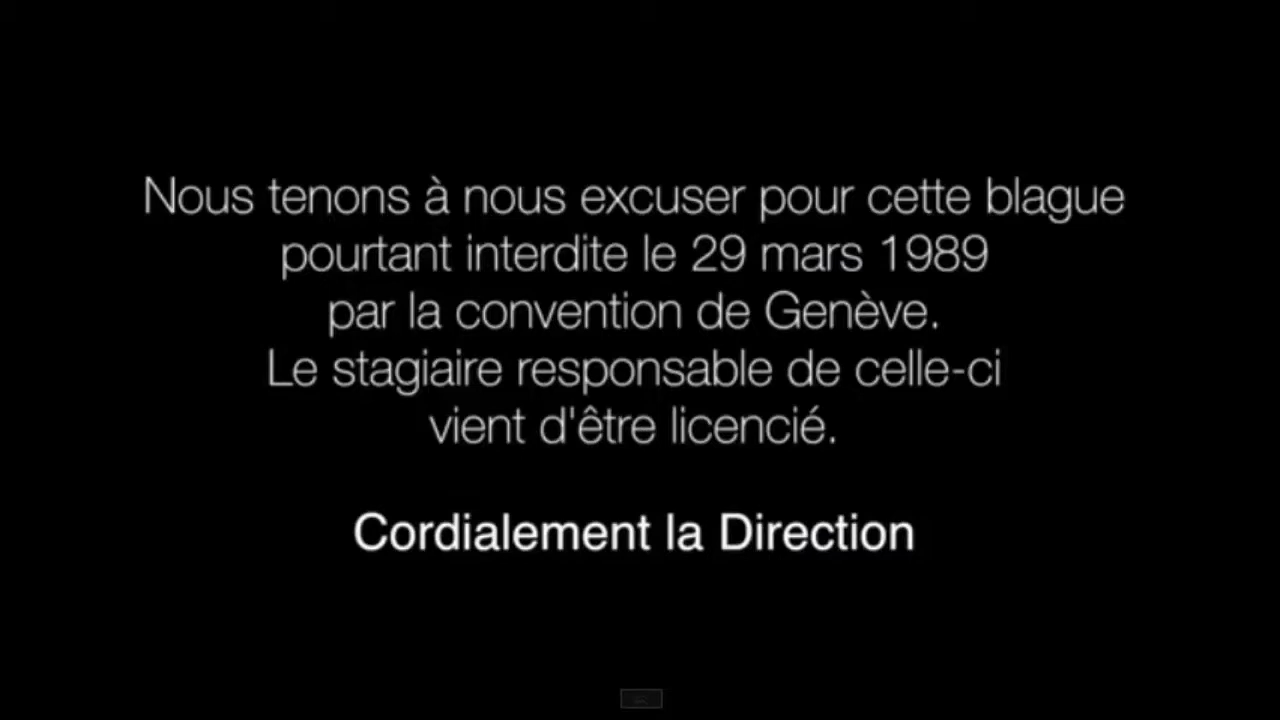 Nous tenons à nous excuser pour cette blague
pourtant interdite le 29 mars 1989
par la convention de Genève.
Le stagiaire responsable de celle-ci
vient d'être licencié.
Cordialement la Direction